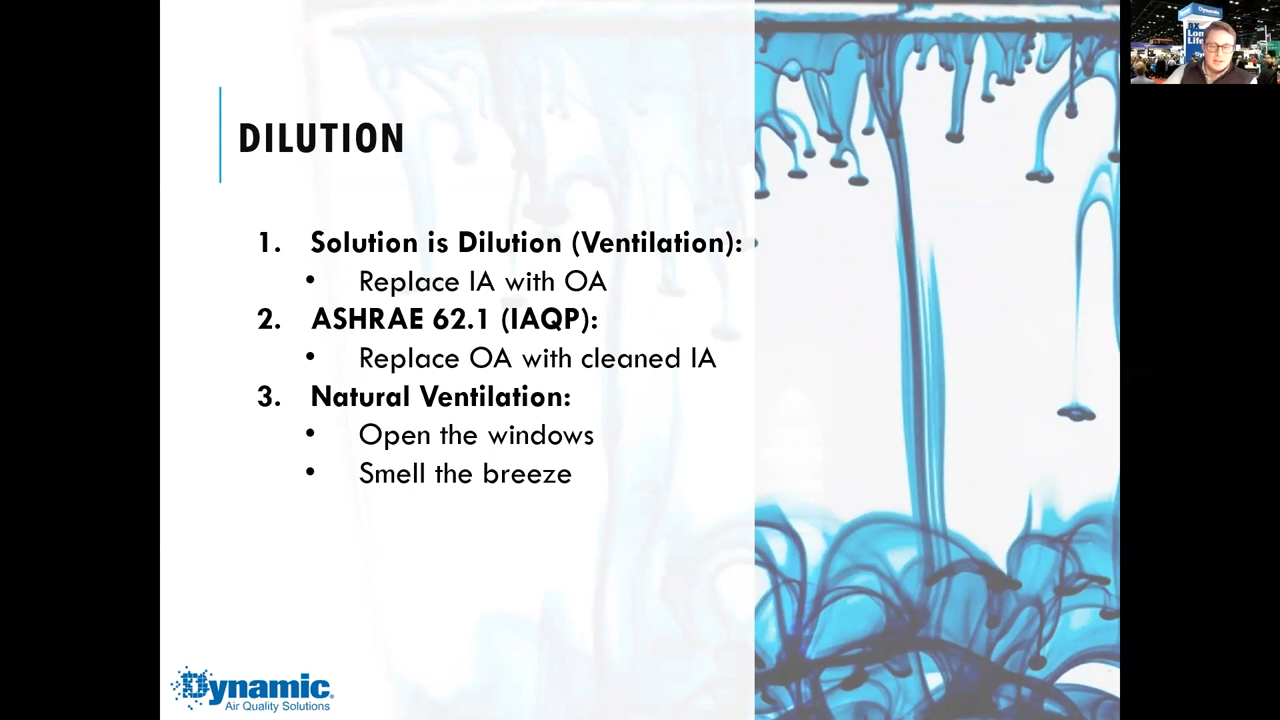 DILUTION
1. Solution is Dilution (Ventilation):
• Replace IA with OA
2. ASHRAE 62.1 (IAQP):
• Replace OA with cleaned IA
3. Natural Ventilation:
• Open the windows
• Smell the breeze
Dynamic
Air Quality Solutions
Dynamic